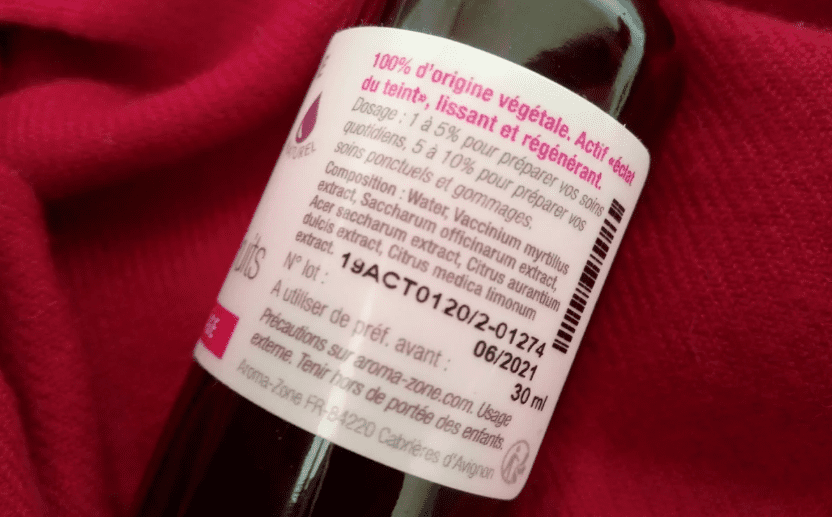 100% d'origine végétale. Actif «éclat
du teint», lissant et régénérant.
Dosage : 1 à 5% pour préparer vos soins
quotidiens, 5 à 10% pour préparer vos
soins ponctuels et gommages.
Composition : Water, Vaccinium myrtillus
extract, Saccharum officinarum extract,
Acer saccharum extract, Citrus aurantium
dulcis extract, Citrus medica limonum
extract.
N° lot : 19ACT0120/2-01274
A utiliser de préf. avant : 06/2021
30 ml
Précautions sur aroma-zone.com. Usage
externe. Tenir hors de portée des enfants.
Aroma-Zone FR-84220 Cabrières d'Avignon